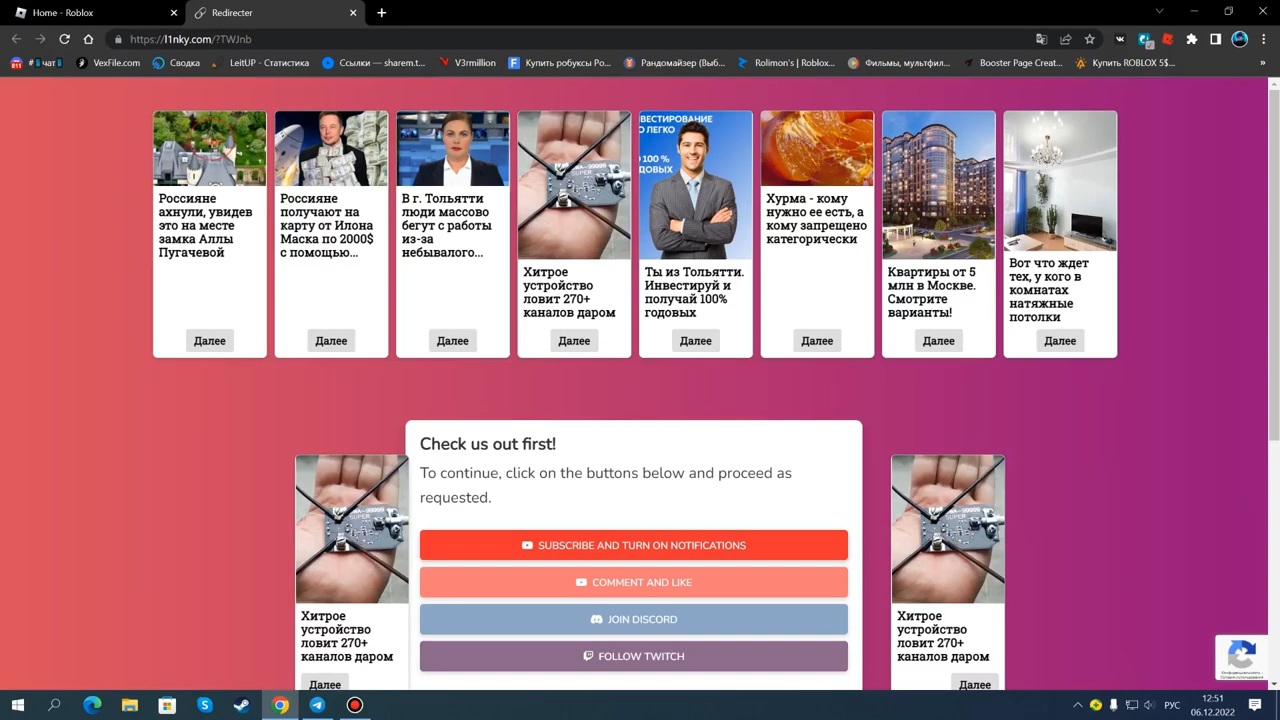 Home - Roblox
Redirecter
https://l1nky.com/?TWJnb
VexFile.com
Сводка
LeitUP - Статистика
Ссылки — sharem.t...
V3rmillion
Купить робуксы Ро...
Рандомайзер (Выб...
Rolimon's | Roblox...
Фильмы, мультфил...
Booster Page Creat...
Купить ROBLOX 5$...
Россияне
ахнули, увидев
это на месте
замка Аллы
Пугачевой
Далее
Россияне
получают на
карту от Илона
Маска по 2000$
с помощью...
Далее
В г. Тольятти
люди массово
бегут с работы
из-за
небывалого...
Далее
SUPER
Хитрое
устройство
ловит 270+
каналов даром
Далее
ВЕСТИРОВАНИЕ
О ЛЕГКО
100 %
ДОВЫХ
Ты из Тольятти.
Инвестируй и
получай 100%
годовых
Далее
Хурма - кому
нужно ее есть, а
кому запрещено
категорически
Далее
Квартиры от 5
млн в Москве.
Смотрите
варианты!
Далее
Вот что ждет
тех, у кого в
комнатах
натяжные
потолки
Далее
Check us out first!
To continue, click on the buttons below and proceed as
requested.
SUBSCRIBE AND TURN ON NOTIFICATIONS
COMMENT AND LIKE
JOIN DISCORD
FOLLOW TWITCH
SUPER
Хитрое
устройство
ловит 270+
каналов даром
Далее
SUPER
Хитрое
устройство
ловит 270+
каналов даром
Далее
РУС
12:51
06.12.2022